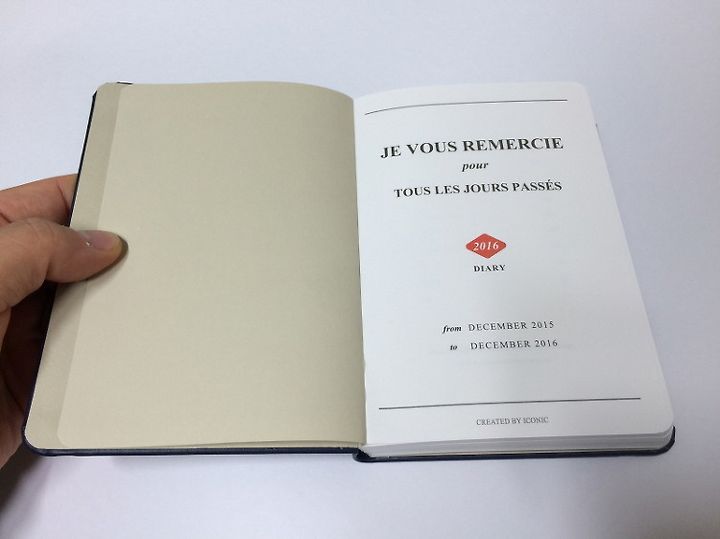 JE VOUS REMERCIE
pour
TOUS LES JOURS PASSÉS
2016
DIARY
from DECEMBER 2015
to DECEMBER 2016
CREATED BY ICONIC